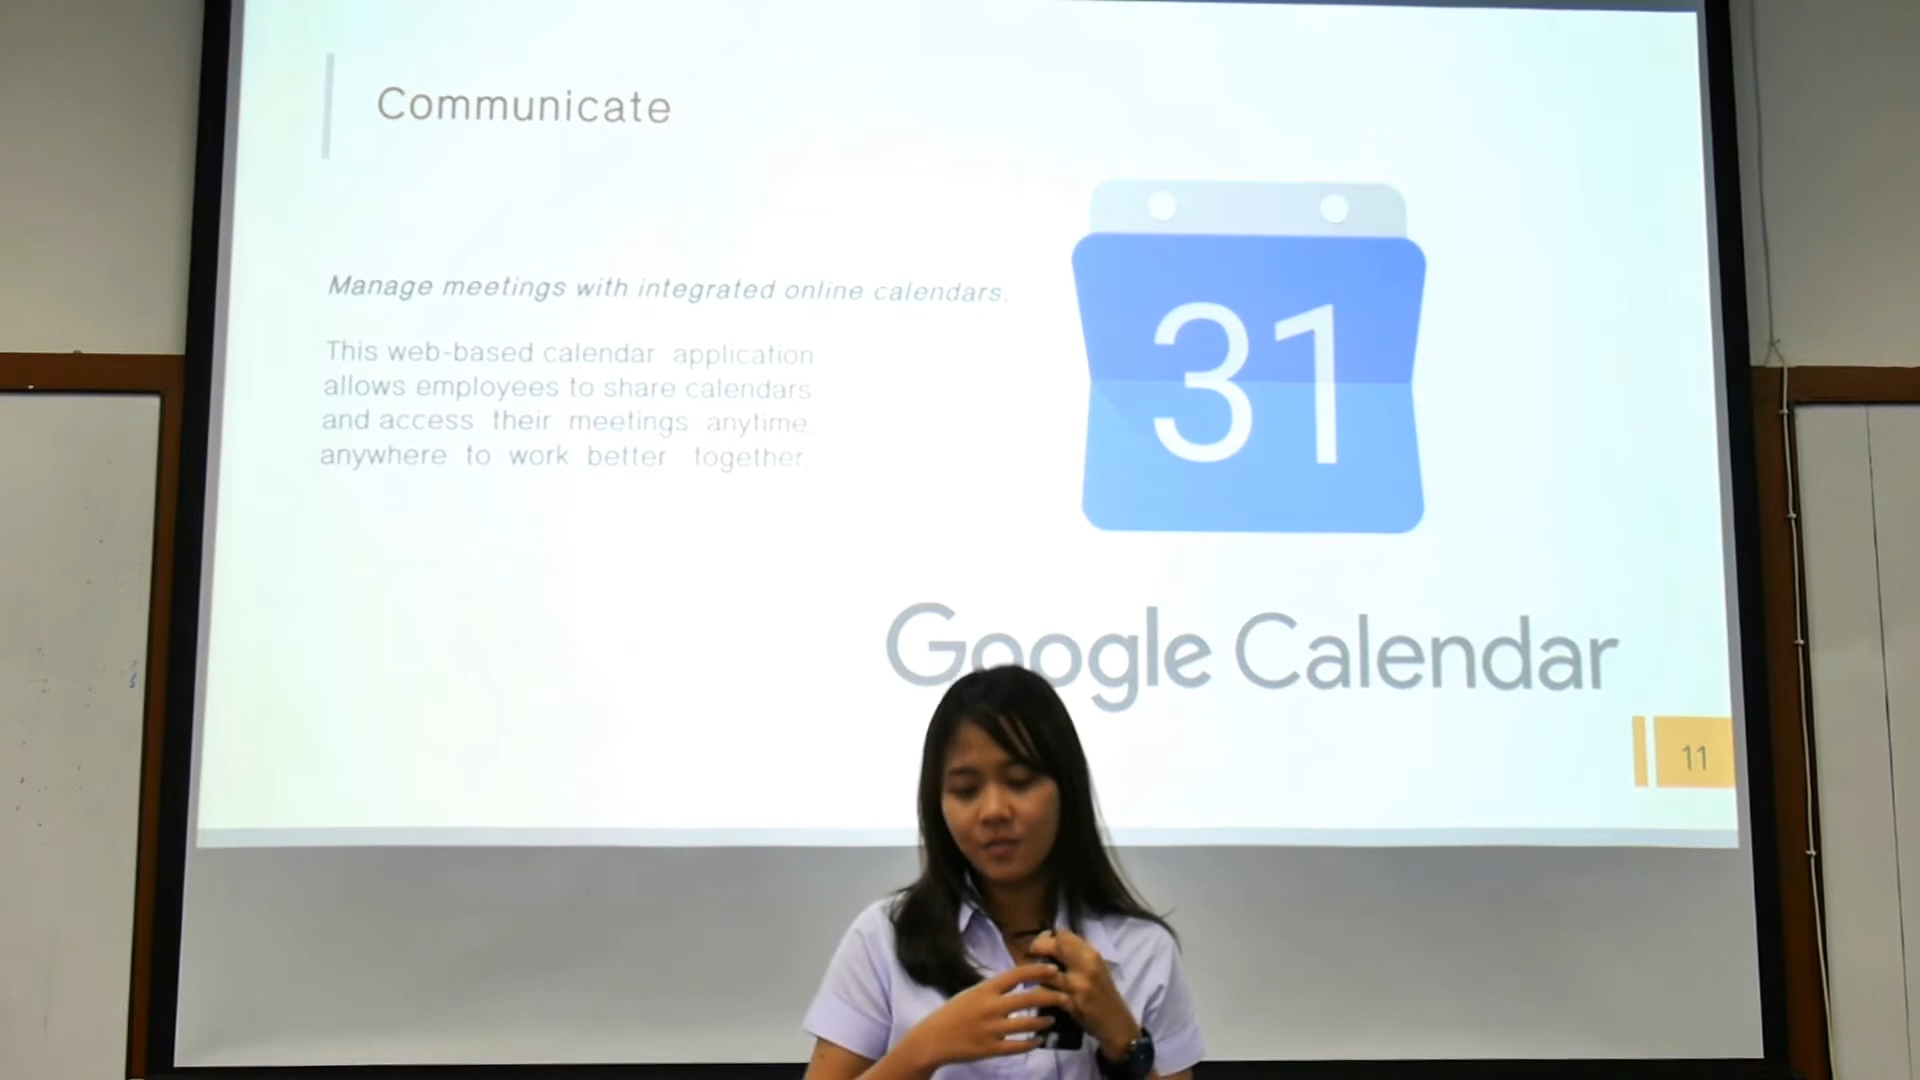 Communicate
Manage meetings with integrated online calendars.
This web-based calendar application
allows employees to share calendars
and access their meetings anytime,
anywhere to work better together.
31
Google Calendar
11